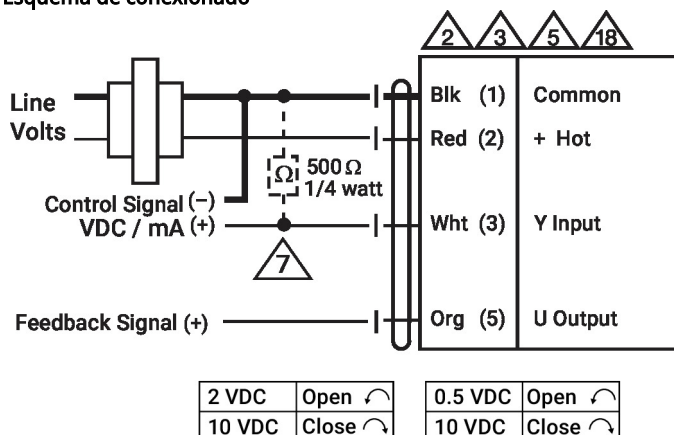 Esquema de conexionado
2 3 5 18
Line Volts
Blk (1) Common
Red (2) + Hot
Ω 500 Ω
1/4 watt
Control Signal (−)
VDC / mA (+)
Wht (3) Y Input
7
Feedback Signal (+)
Org (5) U Output
2 VDC Open 0.5 VDC Open
10 VDC Close 10 VDC Close